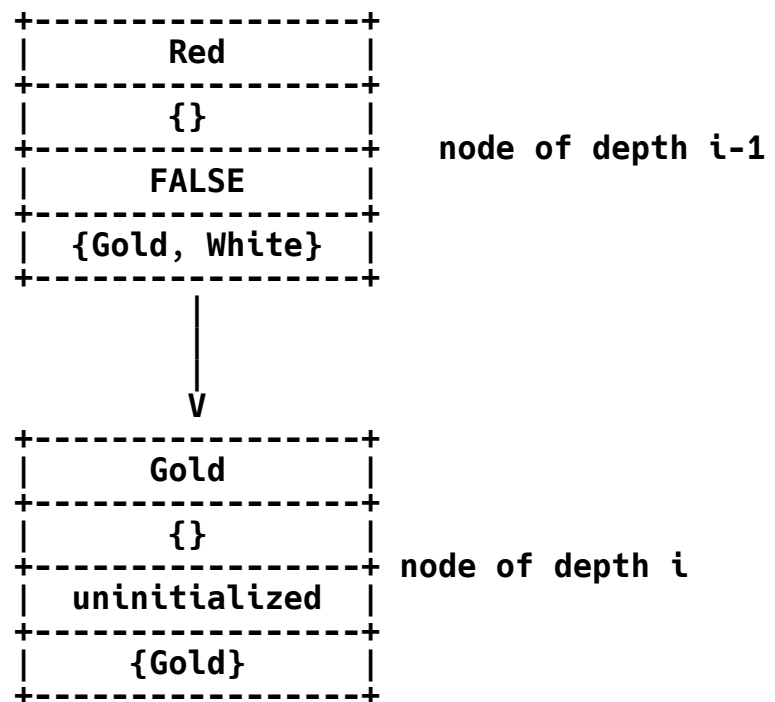 Red
{}
node of depth i-1
FALSE
{Gold, White}
V
Gold
{}
node of depth i
uninitialized
{Gold}